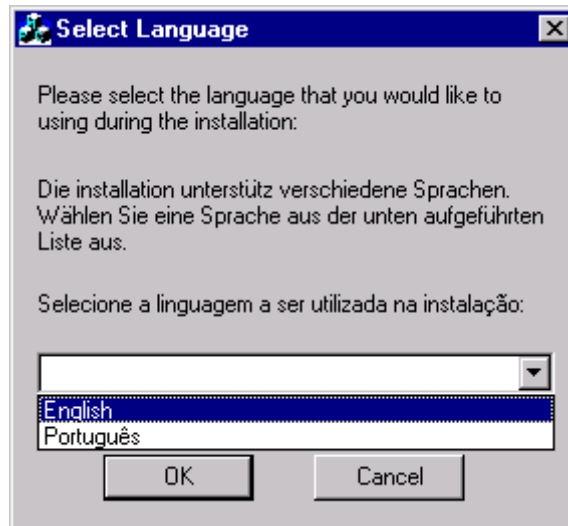 Select Language
Please select the language that you would like to
using during the installation:
Die installation unterstütz verschiedene Sprachen.
Wählen Sie eine Sprache aus der unten aufgeführten
Liste aus.
Selecione a linguagem a ser utilizada na instalação:
English
Português
OK
Cancel